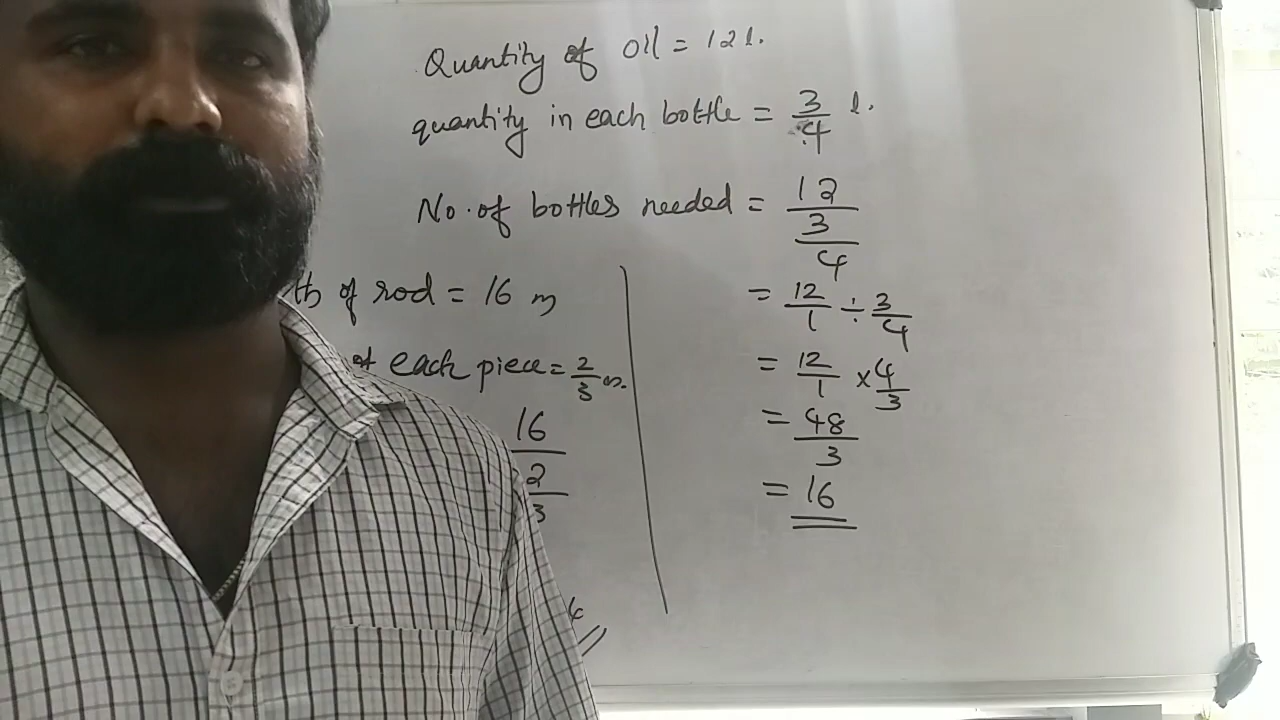 Quantity of oil = 12 l.
quantity in each bottle = 3/4 l.
No. of bottles needed = 12/(3/4)
= 12/1 ÷ 3/4
= 12/1 × 4/3
= 48/3
= 16
th of rod = 16 m
of each piece = 2/3 m.
16
2
3